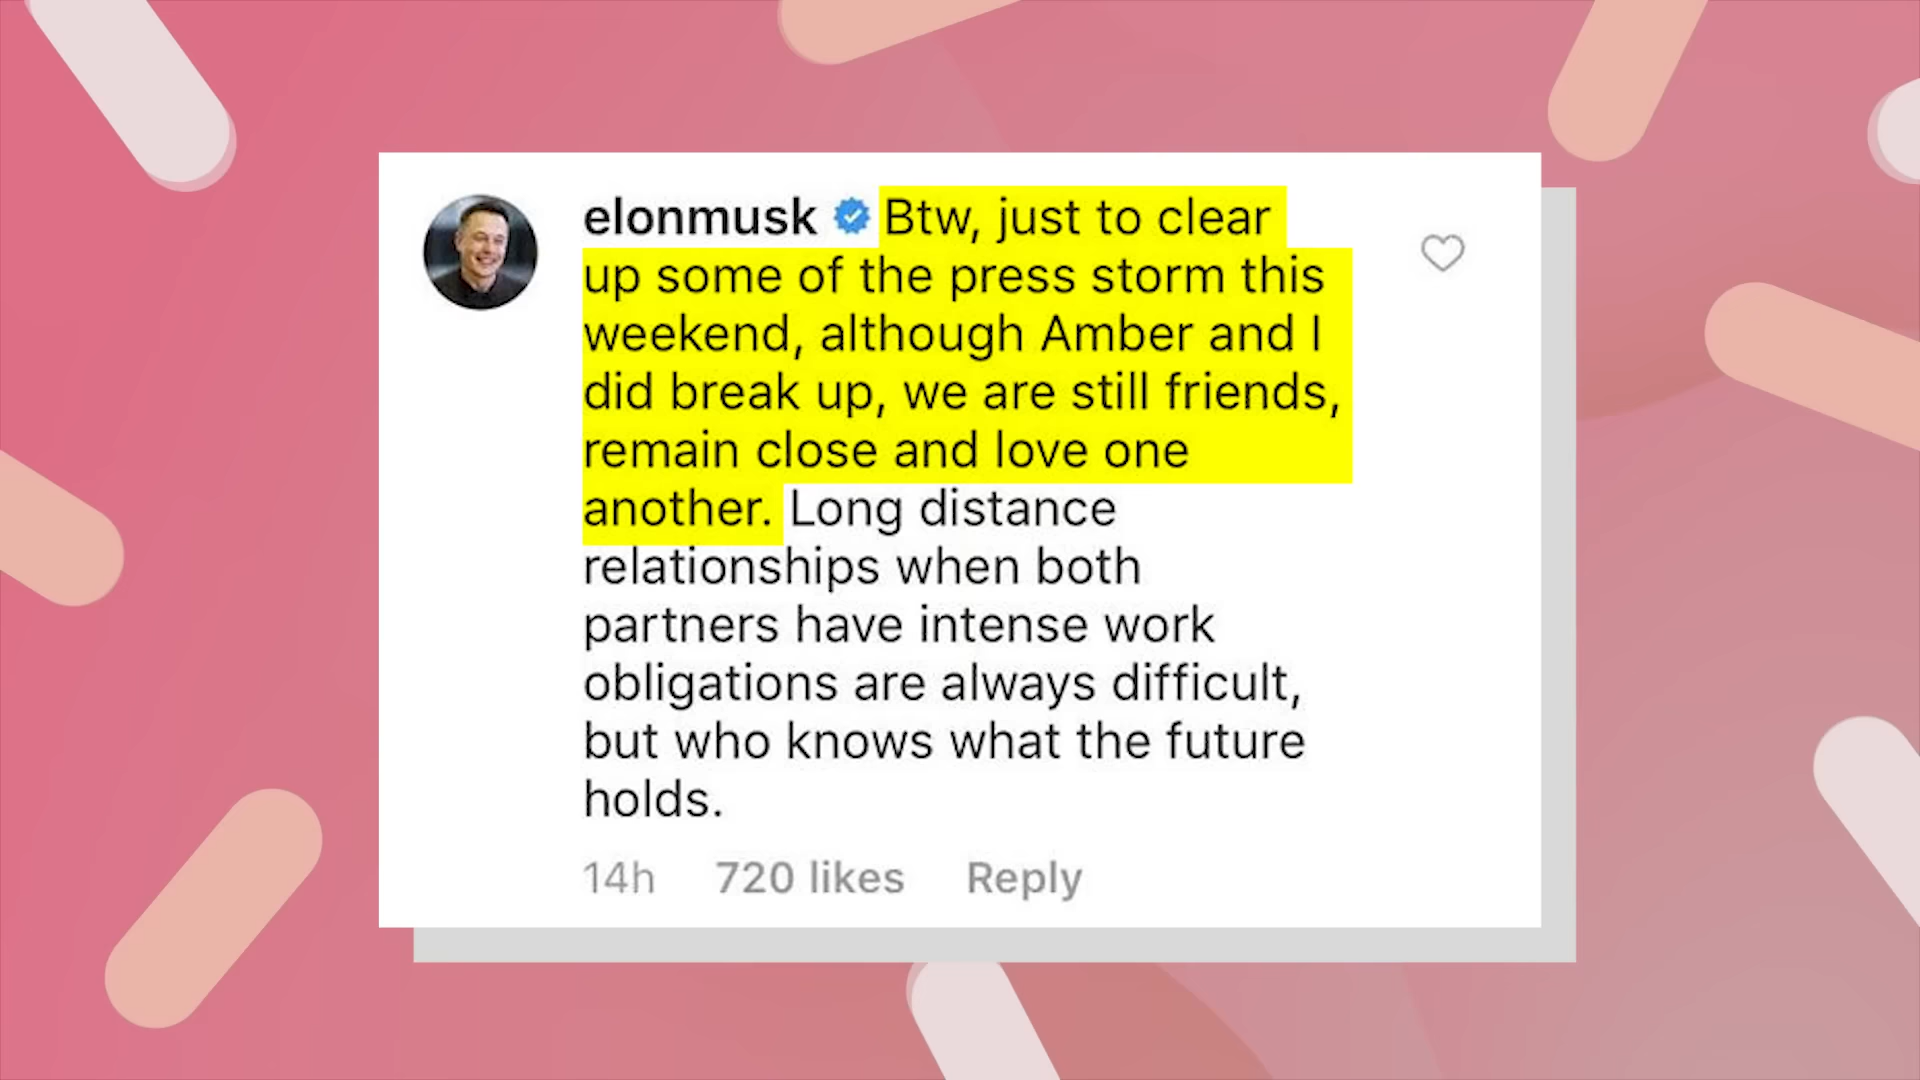 elonmusk Btw, just to clear
up some of the press storm this
weekend, although Amber and I
did break up, we are still friends,
remain close and love one
another. Long distance
relationships when both
partners have intense work
obligations are always difficult,
but who knows what the future
holds.
14h 720 likes Reply